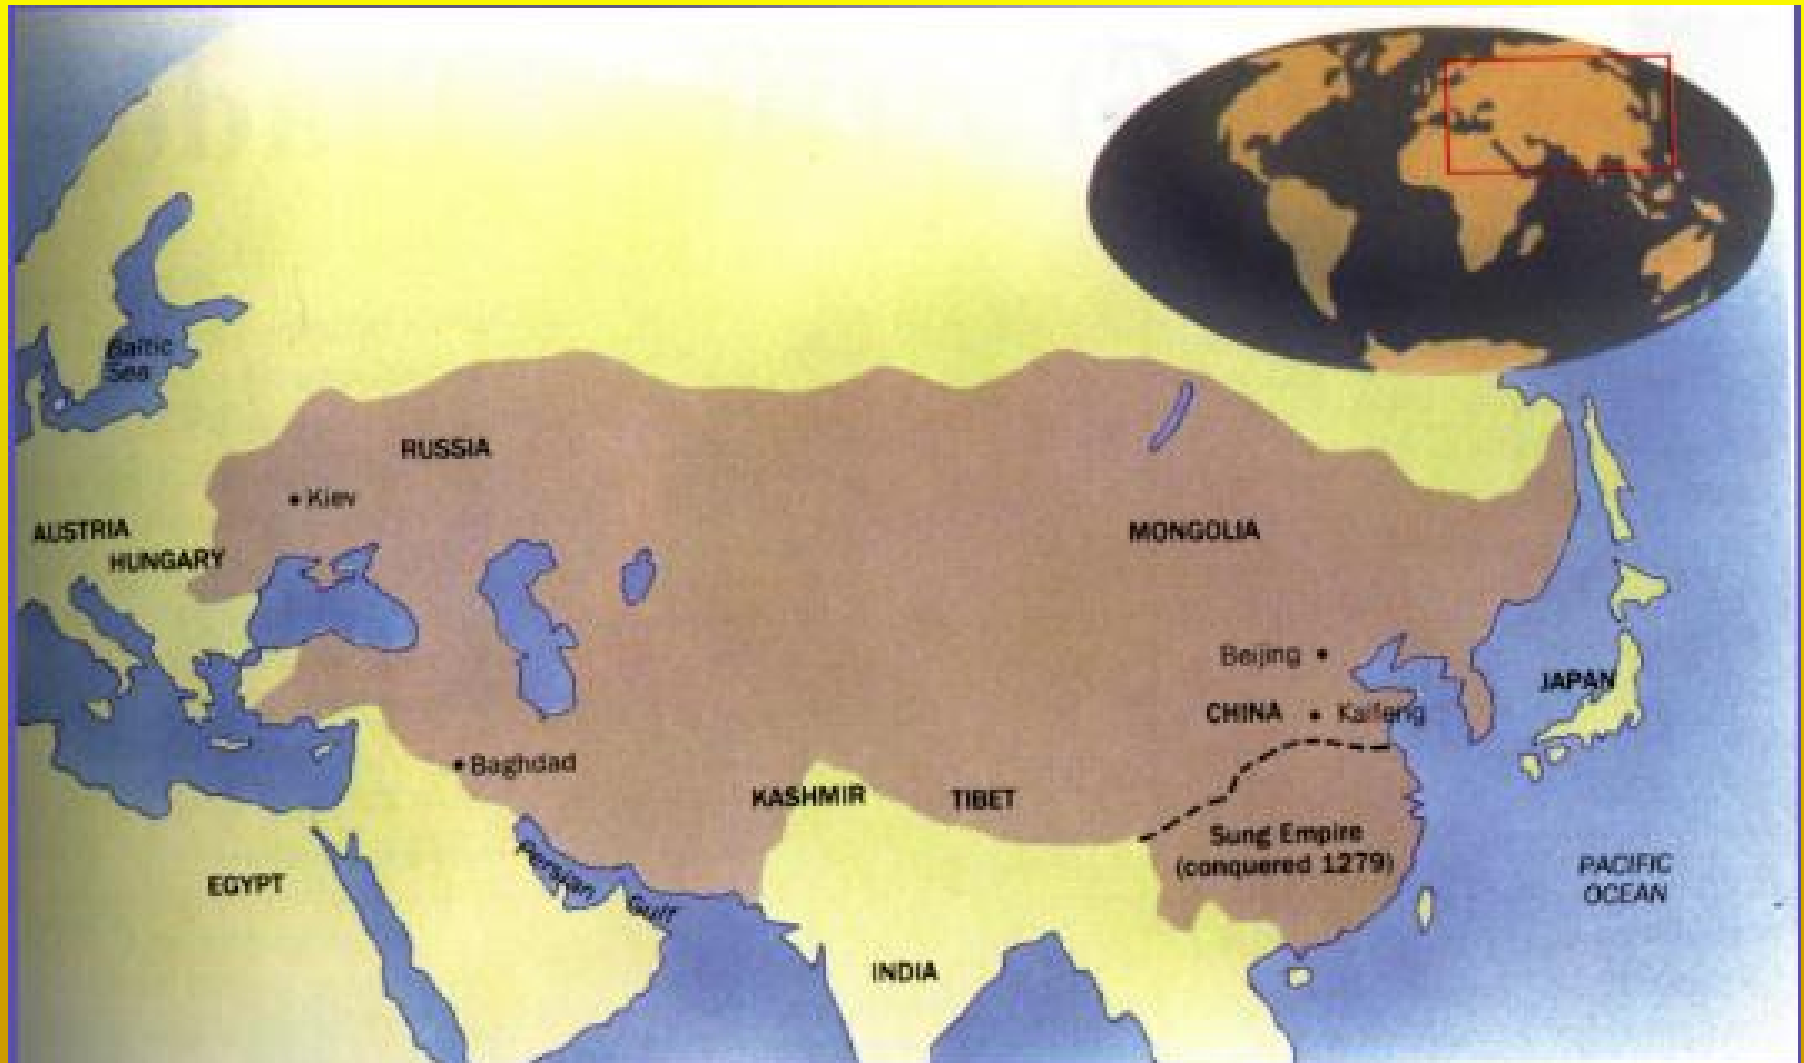 Baltic
Sea
RUSSIA
Kiev
AUSTRIA
HUNGARY
MONGOLIA
Beijing
JAPAN
CHINA
Kaifeng
Baghdad
KASHMIR
TIBET
Sung Empire
(conquered 1279)
Persian
Gulf
EGYPT
PACIFIC
OCEAN
INDIA